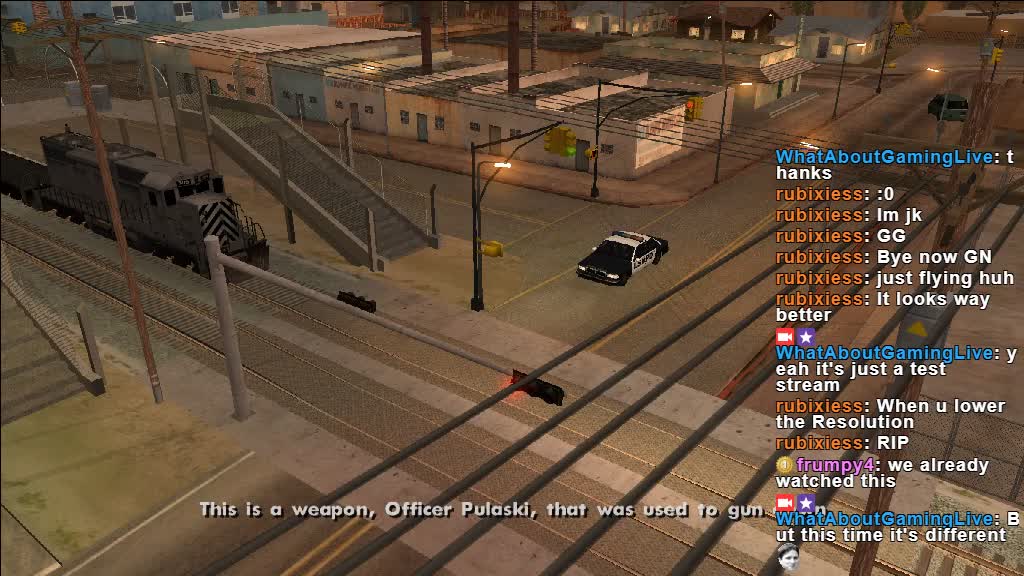 WhatAboutGamingLive: t
hanks
rubixiess: :0
rubixiess: Im jk
rubixiess: GG
rubixiess: Bye now GN
rubixiess: just flying huh
rubixiess: It looks way
better
WhatAboutGamingLive: y
eah it's just a test
stream
rubixiess: When u lower
the Resolution
rubixiess: RIP
frumpy4: we already
watched this
This is a weapon, Officer Pulaski, that was used to gun
WhatAboutGamingLive: B
ut this time it's different